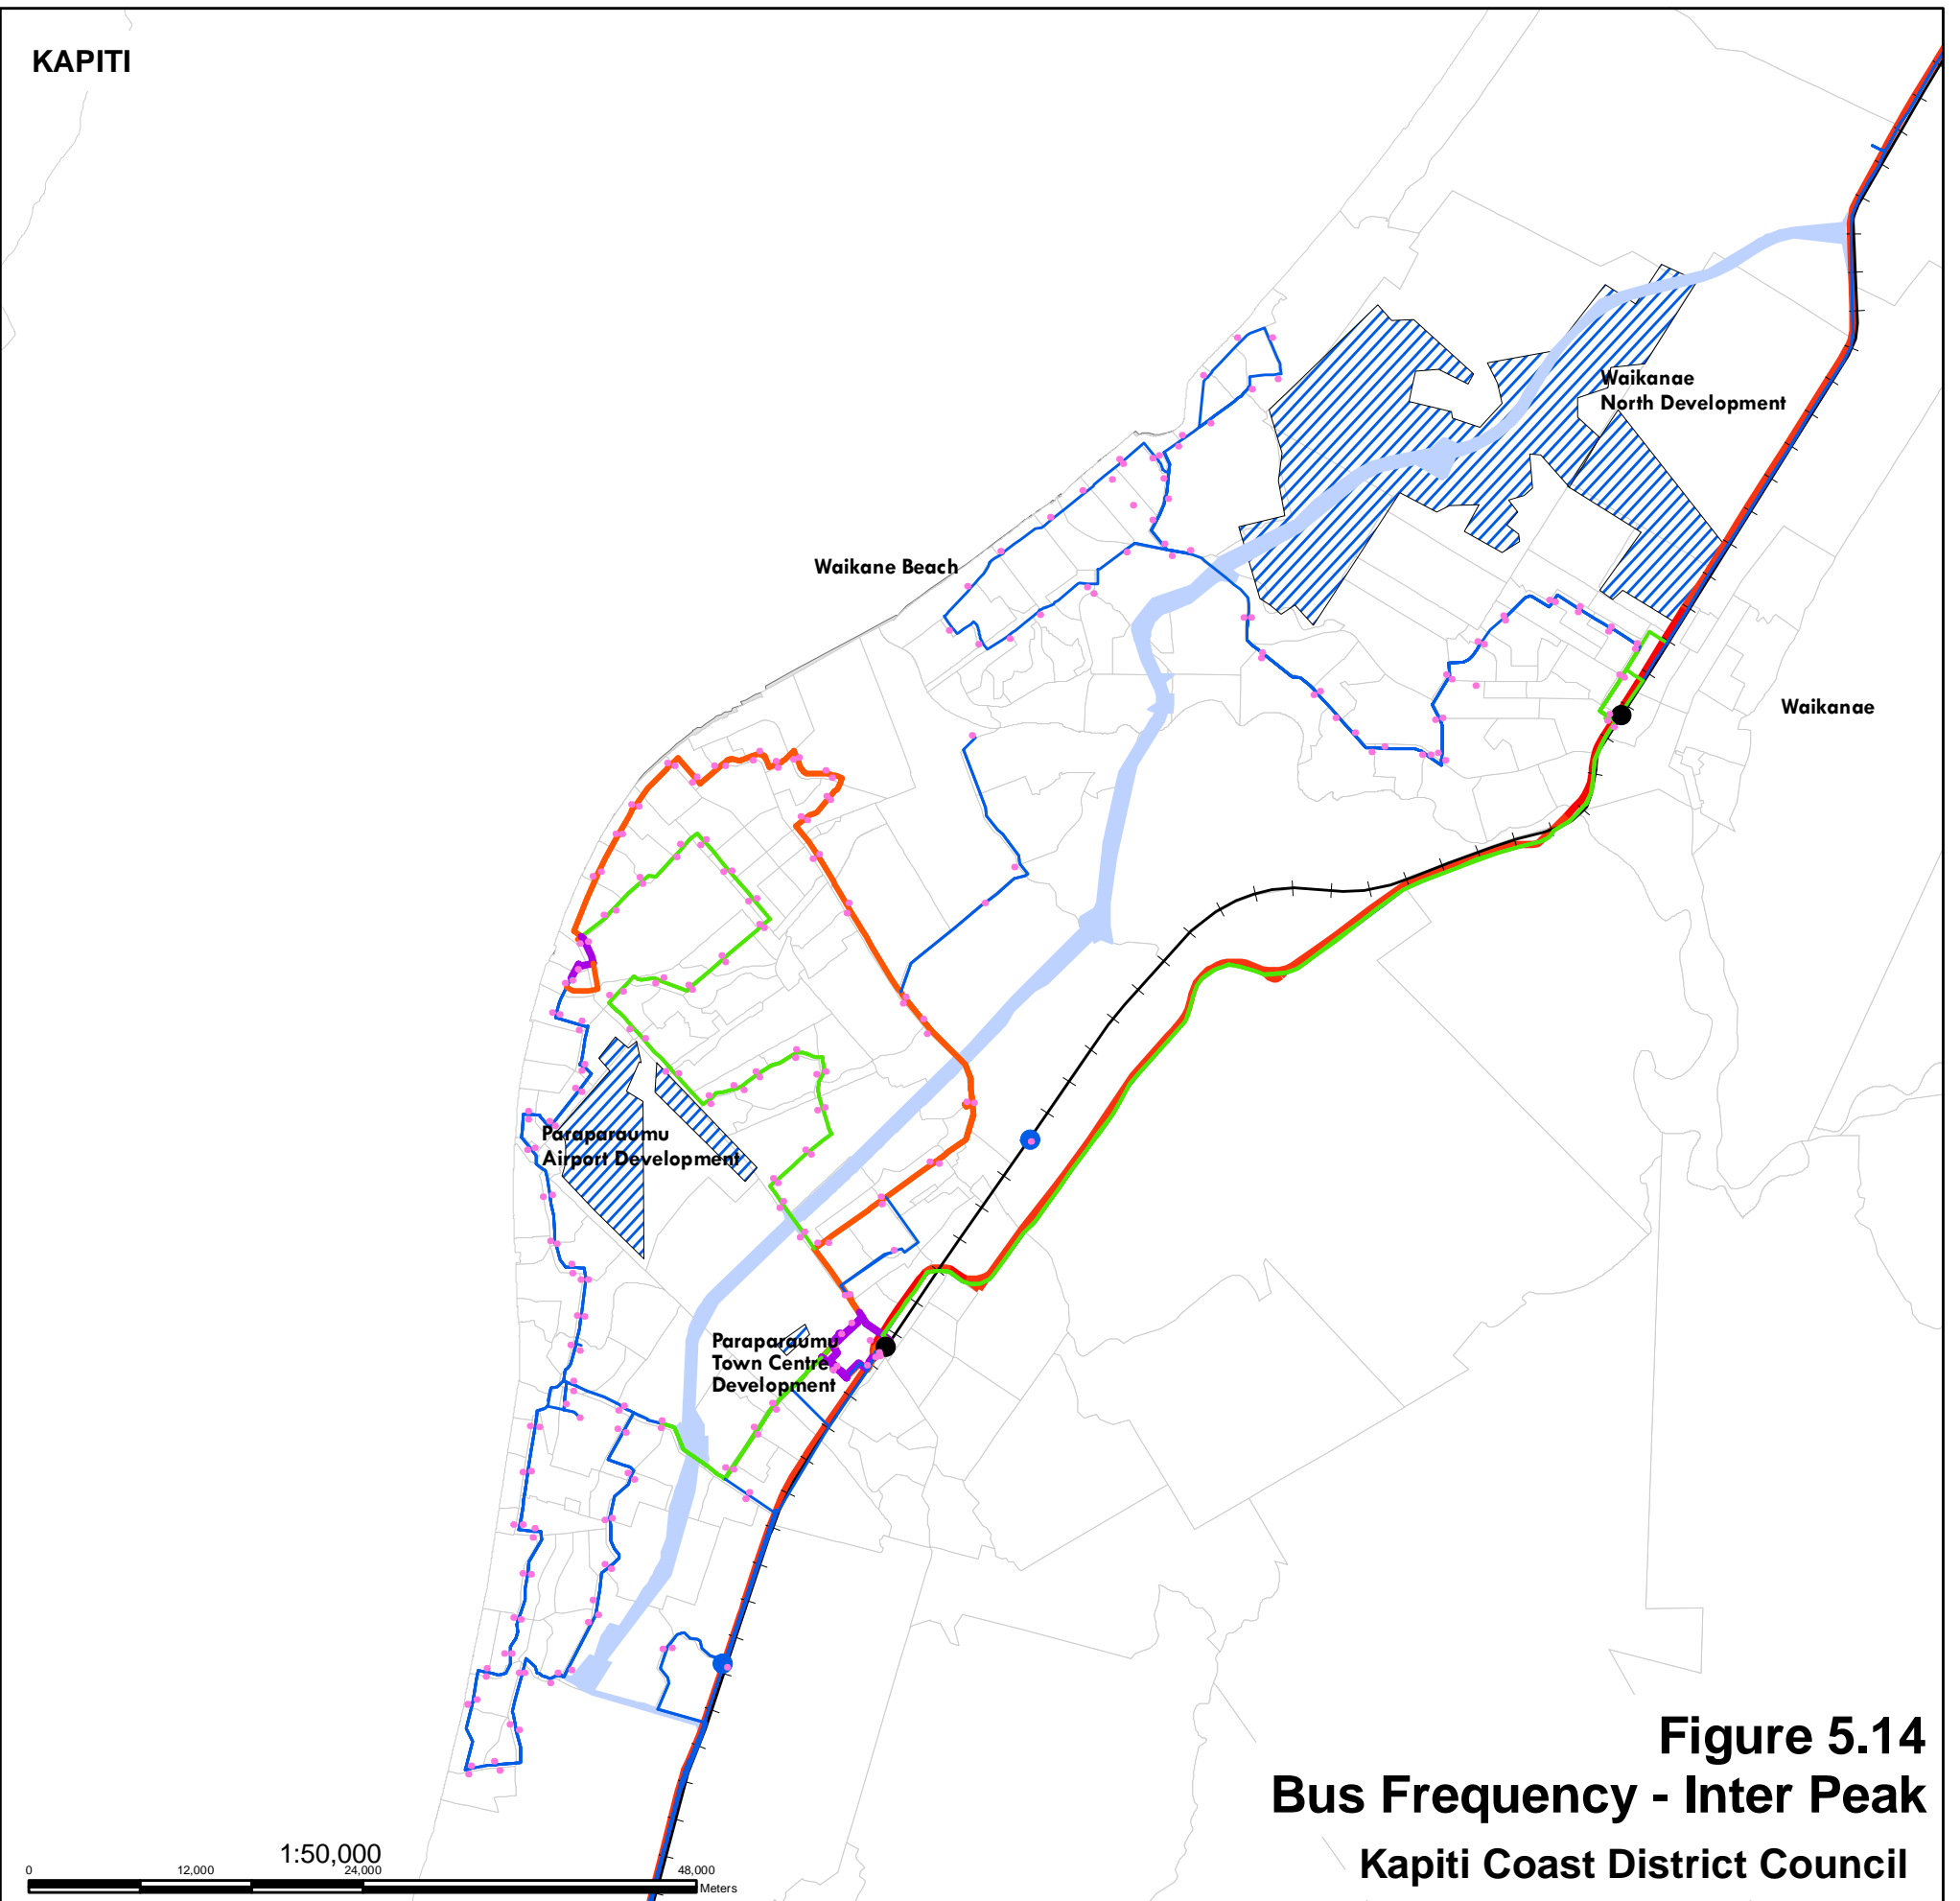 KAPITI
Waikanae
North Development
Waikane Beach
Waikanae
Paraparaumu
Airport Development
Paraparaumu
Town Centre
Development
Figure 5.14
Bus Frequency - Inter Peak
Kapiti Coast District Council
1:50,000
0 12,000 24,000 48,000
Meters